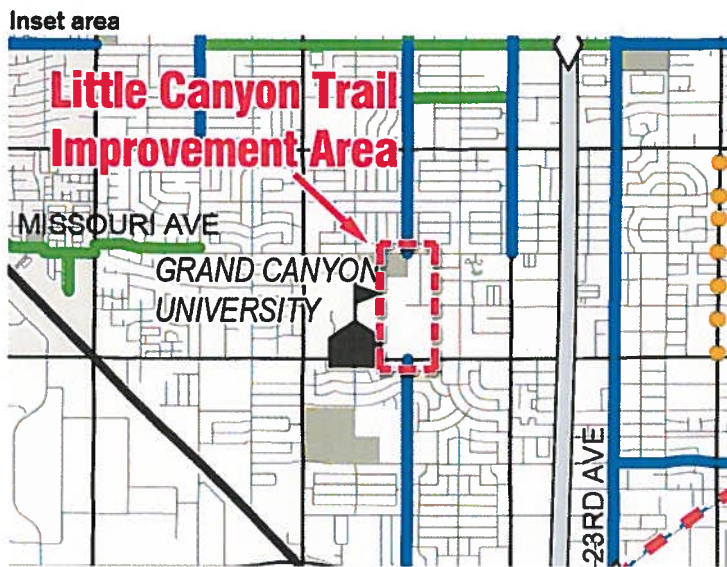 Inset area
Little Canyon Trail
Improvement Area
MISSOURI AVE
GRAND CANYON
UNIVERSITY
23RD AVE